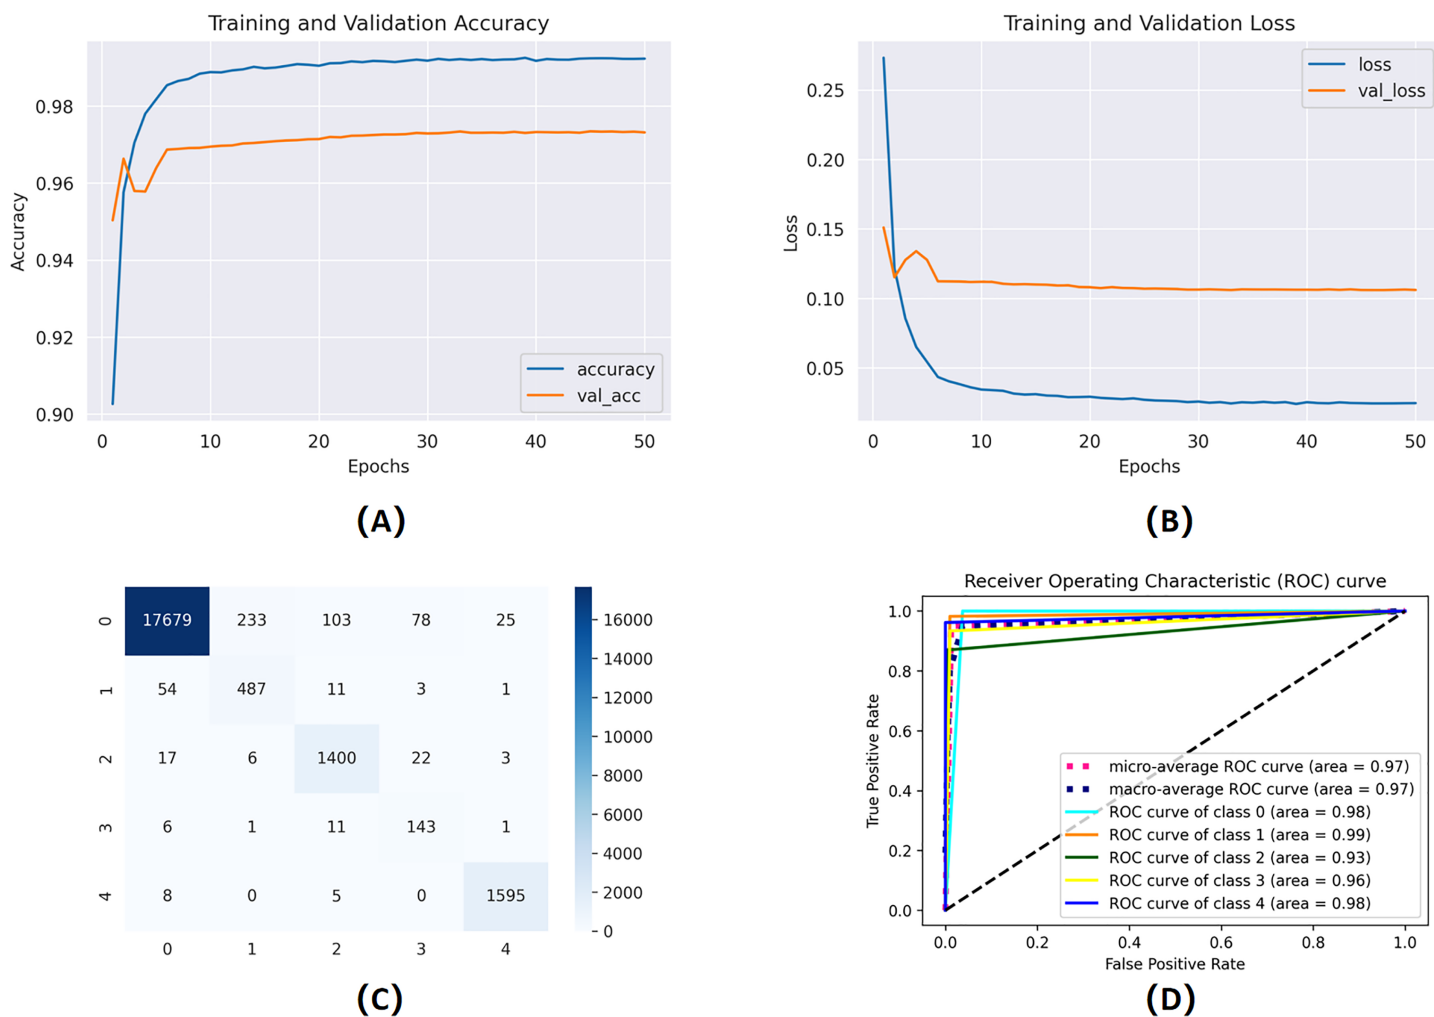 Training and Validation Accuracy
0.98
0.96
0.94
0.92
0.90
Accuracy
accuracy
val_acc
0 10 20 30 40 50
Epochs
(A)
Training and Validation Loss
0.25
0.20
0.15
0.10
0.05
Loss
loss
val_loss
0 10 20 30 40 50
Epochs
(B)
0 17679 233 103 78 25
1 54 487 11 3 1
2 17 6 1400 22 3
3 6 1 11 143 1
4 8 0 5 0 1595
0 1 2 3 4
16000
14000
12000
10000
8000
6000
4000
2000
0
(C)
Receiver Operating Characteristic (ROC) curve
1.0
0.8
0.6
0.4
0.2
0.0
True Positive Rate
micro-average ROC curve (area = 0.97)
macro-average ROC curve (area = 0.97)
ROC curve of class 0 (area = 0.98)
ROC curve of class 1 (area = 0.99)
ROC curve of class 2 (area = 0.93)
ROC curve of class 3 (area = 0.96)
ROC curve of class 4 (area = 0.98)
0.0 0.2 0.4 0.6 0.8 1.0
False Positive Rate
(D)